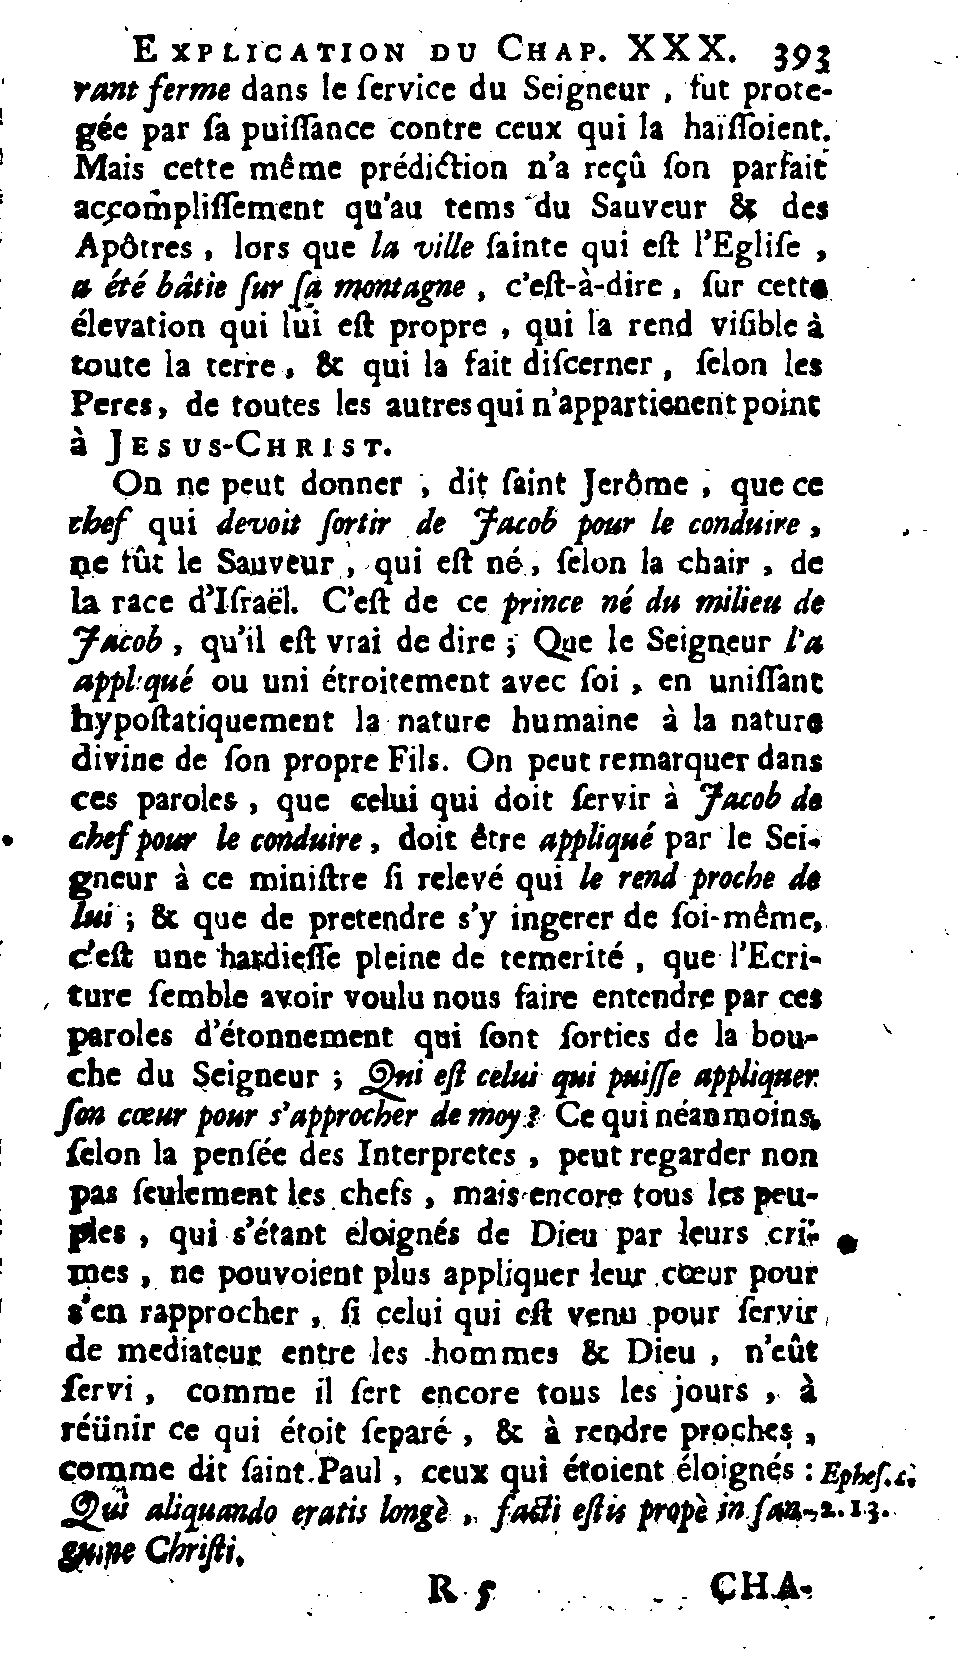 EXPLICATION DU CHAP. XXX. 393
rant ferme dans le ſervice du Seigneur, fut prote-
gée par ſa puiſſance contre ceux qui la haïſſoient.
Mais cette même prédiction n'a reçû ſon parfait
accompliſſement qu'au tems du Sauveur & des
Apôtres, lors que la ville ſainte qui eſt l'Egliſe,
a été bâtie ſur ſa montagne, c'eſt-à-dire, ſur cette
élevation qui lui eſt propre, qui la rend viſible à
toute la terre, & qui la fait diſcerner, ſelon les
Peres, de toutes les autres qui n'appartienent point
à JESUS-CHRIST.
On ne peut donner, dit ſaint Jerôme, que ce
chef qui devoit ſortir de Jacob pour le conduire,
ne fût le Sauveur, qui eſt né, ſelon la chair, de
la race d'Iſraël. C'eſt de ce prince né du milieu de
Jacob, qu'il eſt vrai de dire; Que le Seigneur l'a
appliqué ou uni étroitement avec ſoi, en uniſſant
hypoſtatiquement la nature humaine à la nature
divine de ſon propre Fils. On peut remarquer dans
ces paroles, que celui qui doit ſervir à Jacob de
chef pour le conduire, doit être appliqué par le Sei-
gneur à ce miniſtre ſi relevé qui le rend proche de
lui; & que de pretendre s'y ingerer de ſoi-même,
c'eſt une hardieſſe pleine de temerité, que l'Ecri-
ture ſemble avoir voulu nous faire entendre par ces
paroles d'étonnement qui ſont ſorties de la bou-
che du Seigneur; Qui eſt celui qui puiſſe appliquer
ſon cœur pour s'approcher de moy? Ce qui néanmoins,
ſelon la penſée des Interpretes, peut regarder non
pas ſeulement les chefs, mais encore tous les peu-
ples, qui s'étant éloignés de Dieu par leurs cri-
mes, ne pouvoient plus appliquer leur cœur pour
s'en rapprocher, ſi celui qui eſt venu pour ſervir
de mediateur entre les hommes & Dieu, n'eût
ſervi, comme il ſert encore tous les jours, à
réünir ce qui étoit ſeparé, & à rendre proches,
comme dit ſaint Paul, ceux qui étoient éloignés: Epheſ. c.
Qui aliquando eratis longè, facti eſtis propè in ſan- 2. 13.
guine Chriſti.
R 5 CHA-